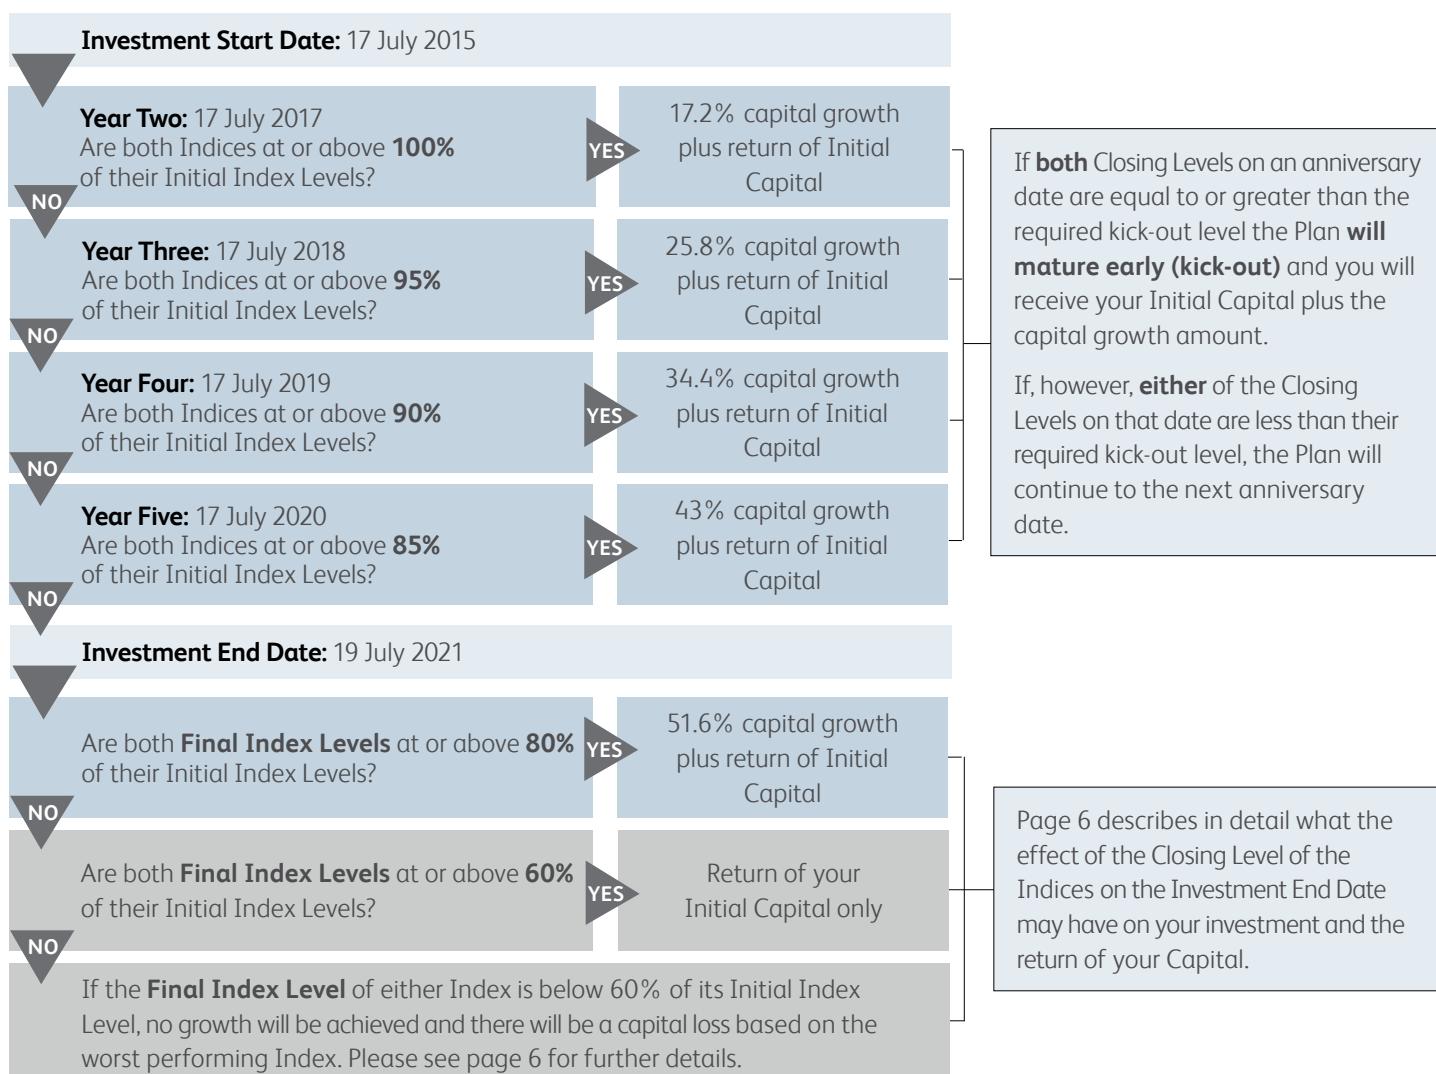 Investment Start Date: 17 July 2015
Year Two: 17 July 2017
Are both Indices at or above 100%
of their Initial Index Levels?
YES
17.2% capital growth
plus return of Initial
Capital
NO
Year Three: 17 July 2018
Are both Indices at or above 95%
of their Initial Index Levels?
YES
25.8% capital growth
plus return of Initial
Capital
NO
Year Four: 17 July 2019
Are both Indices at or above 90%
of their Initial Index Levels?
YES
34.4% capital growth
plus return of Initial
Capital
NO
Year Five: 17 July 2020
Are both Indices at or above 85%
of their Initial Index Levels?
YES
43% capital growth
plus return of Initial
Capital
NO
If both Closing Levels on an anniversary
date are equal to or greater than the
required kick-out level the Plan will
mature early (kick-out) and you will
receive your Initial Capital plus the
capital growth amount.
If, however, either of the Closing
Levels on that date are less than their
required kick-out level, the Plan will
continue to the next anniversary
date.
Investment End Date: 19 July 2021
Are both Final Index Levels at or above 80%
of their Initial Index Levels?
YES
51.6% capital growth
plus return of Initial
Capital
NO
Are both Final Index Levels at or above 60%
of their Initial Index Levels?
YES
Return of your
Initial Capital only
NO
If the Final Index Level of either Index is below 60% of its Initial Index
Level, no growth will be achieved and there will be a capital loss based on the
worst performing Index. Please see page 6 for further details.
Page 6 describes in detail what the
effect of the Closing Level of the
Indices on the Investment End Date
may have on your investment and the
return of your Capital.